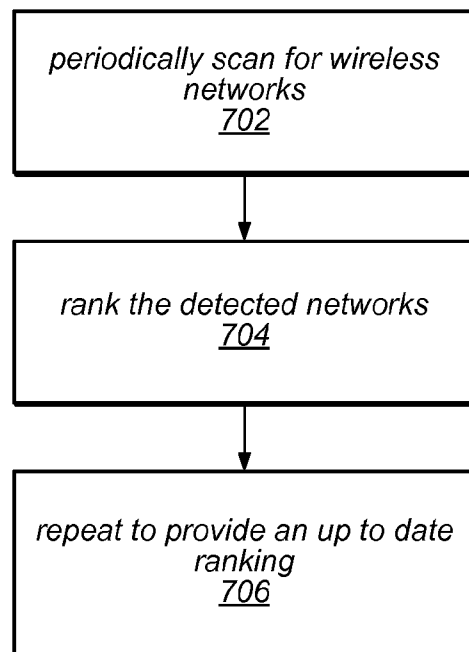 periodically scan for wireless
networks
702
rank the detected networks
704
repeat to provide an up to date
ranking
706